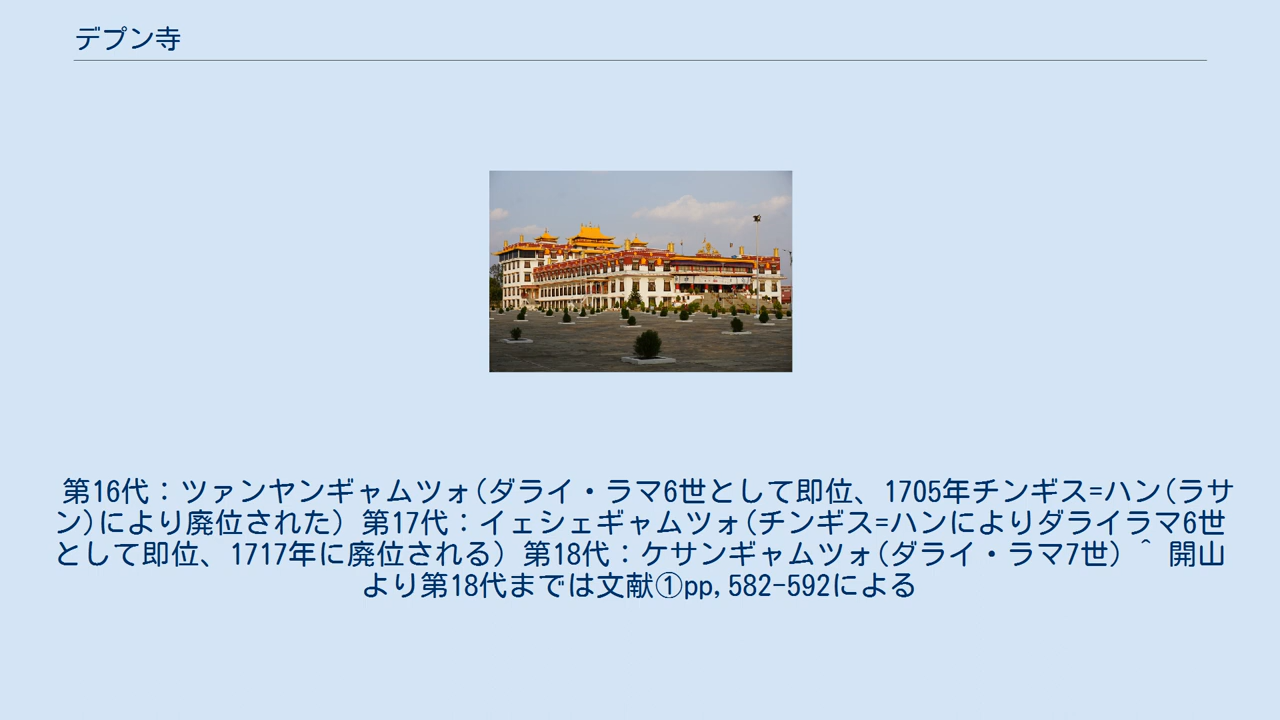 デプン寺
第16代：ツァンヤンギャムツォ(ダライ・ラマ6世として即位、1705年チンギス=ハン(ラサ
ン)により廃位された) 第17代：イェシェギャムツォ(チンギス=ハンによりダライラマ6世
として即位、1717年に廃位される) 第18代：ケサンギャムツォ(ダライ・ラマ7世) ^ 開山
より第18代までは文献①pp,582-592による